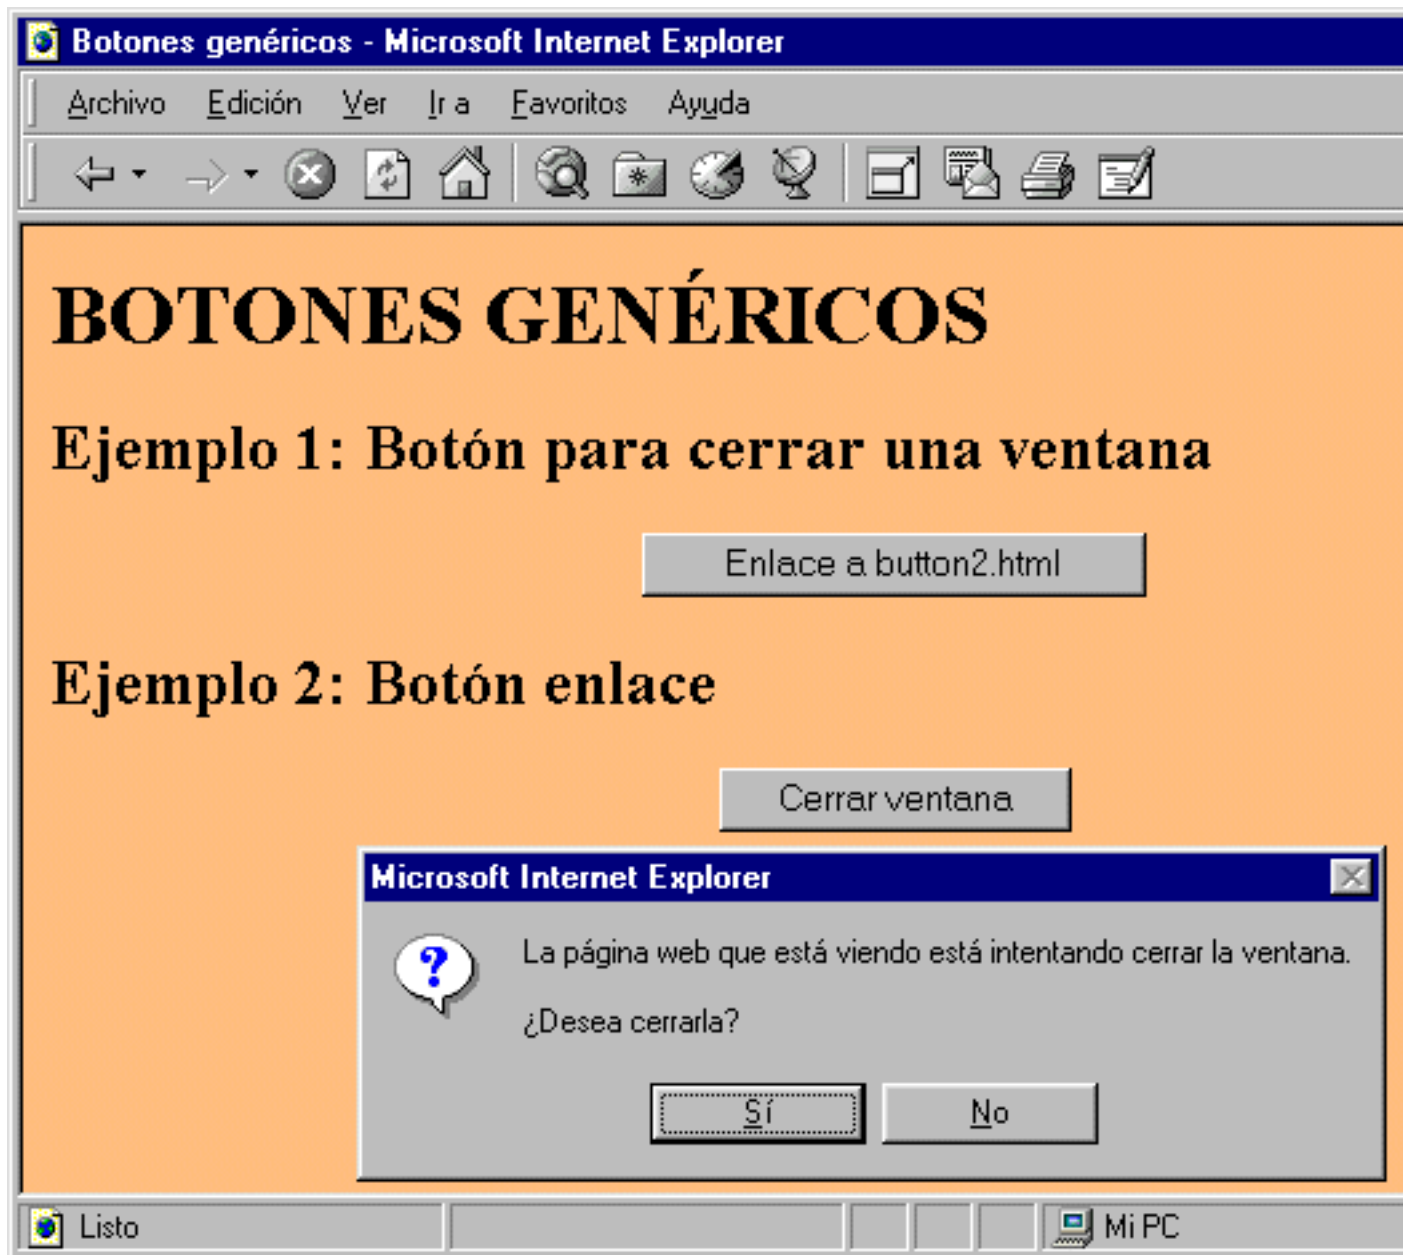 Botones genéricos - Microsoft Internet Explorer
Archivo Edición Ver Ir a Favoritos Ayuda
BOTONES GENÉRICOS
Ejemplo 1: Botón para cerrar una ventana
Enlace a button2.html
Ejemplo 2: Botón enlace
Cerrar ventana
Microsoft Internet Explorer
La página web que está viendo está intentando cerrar la ventana.
¿Desea cerrarla?
Sí No
Listo Mi PC